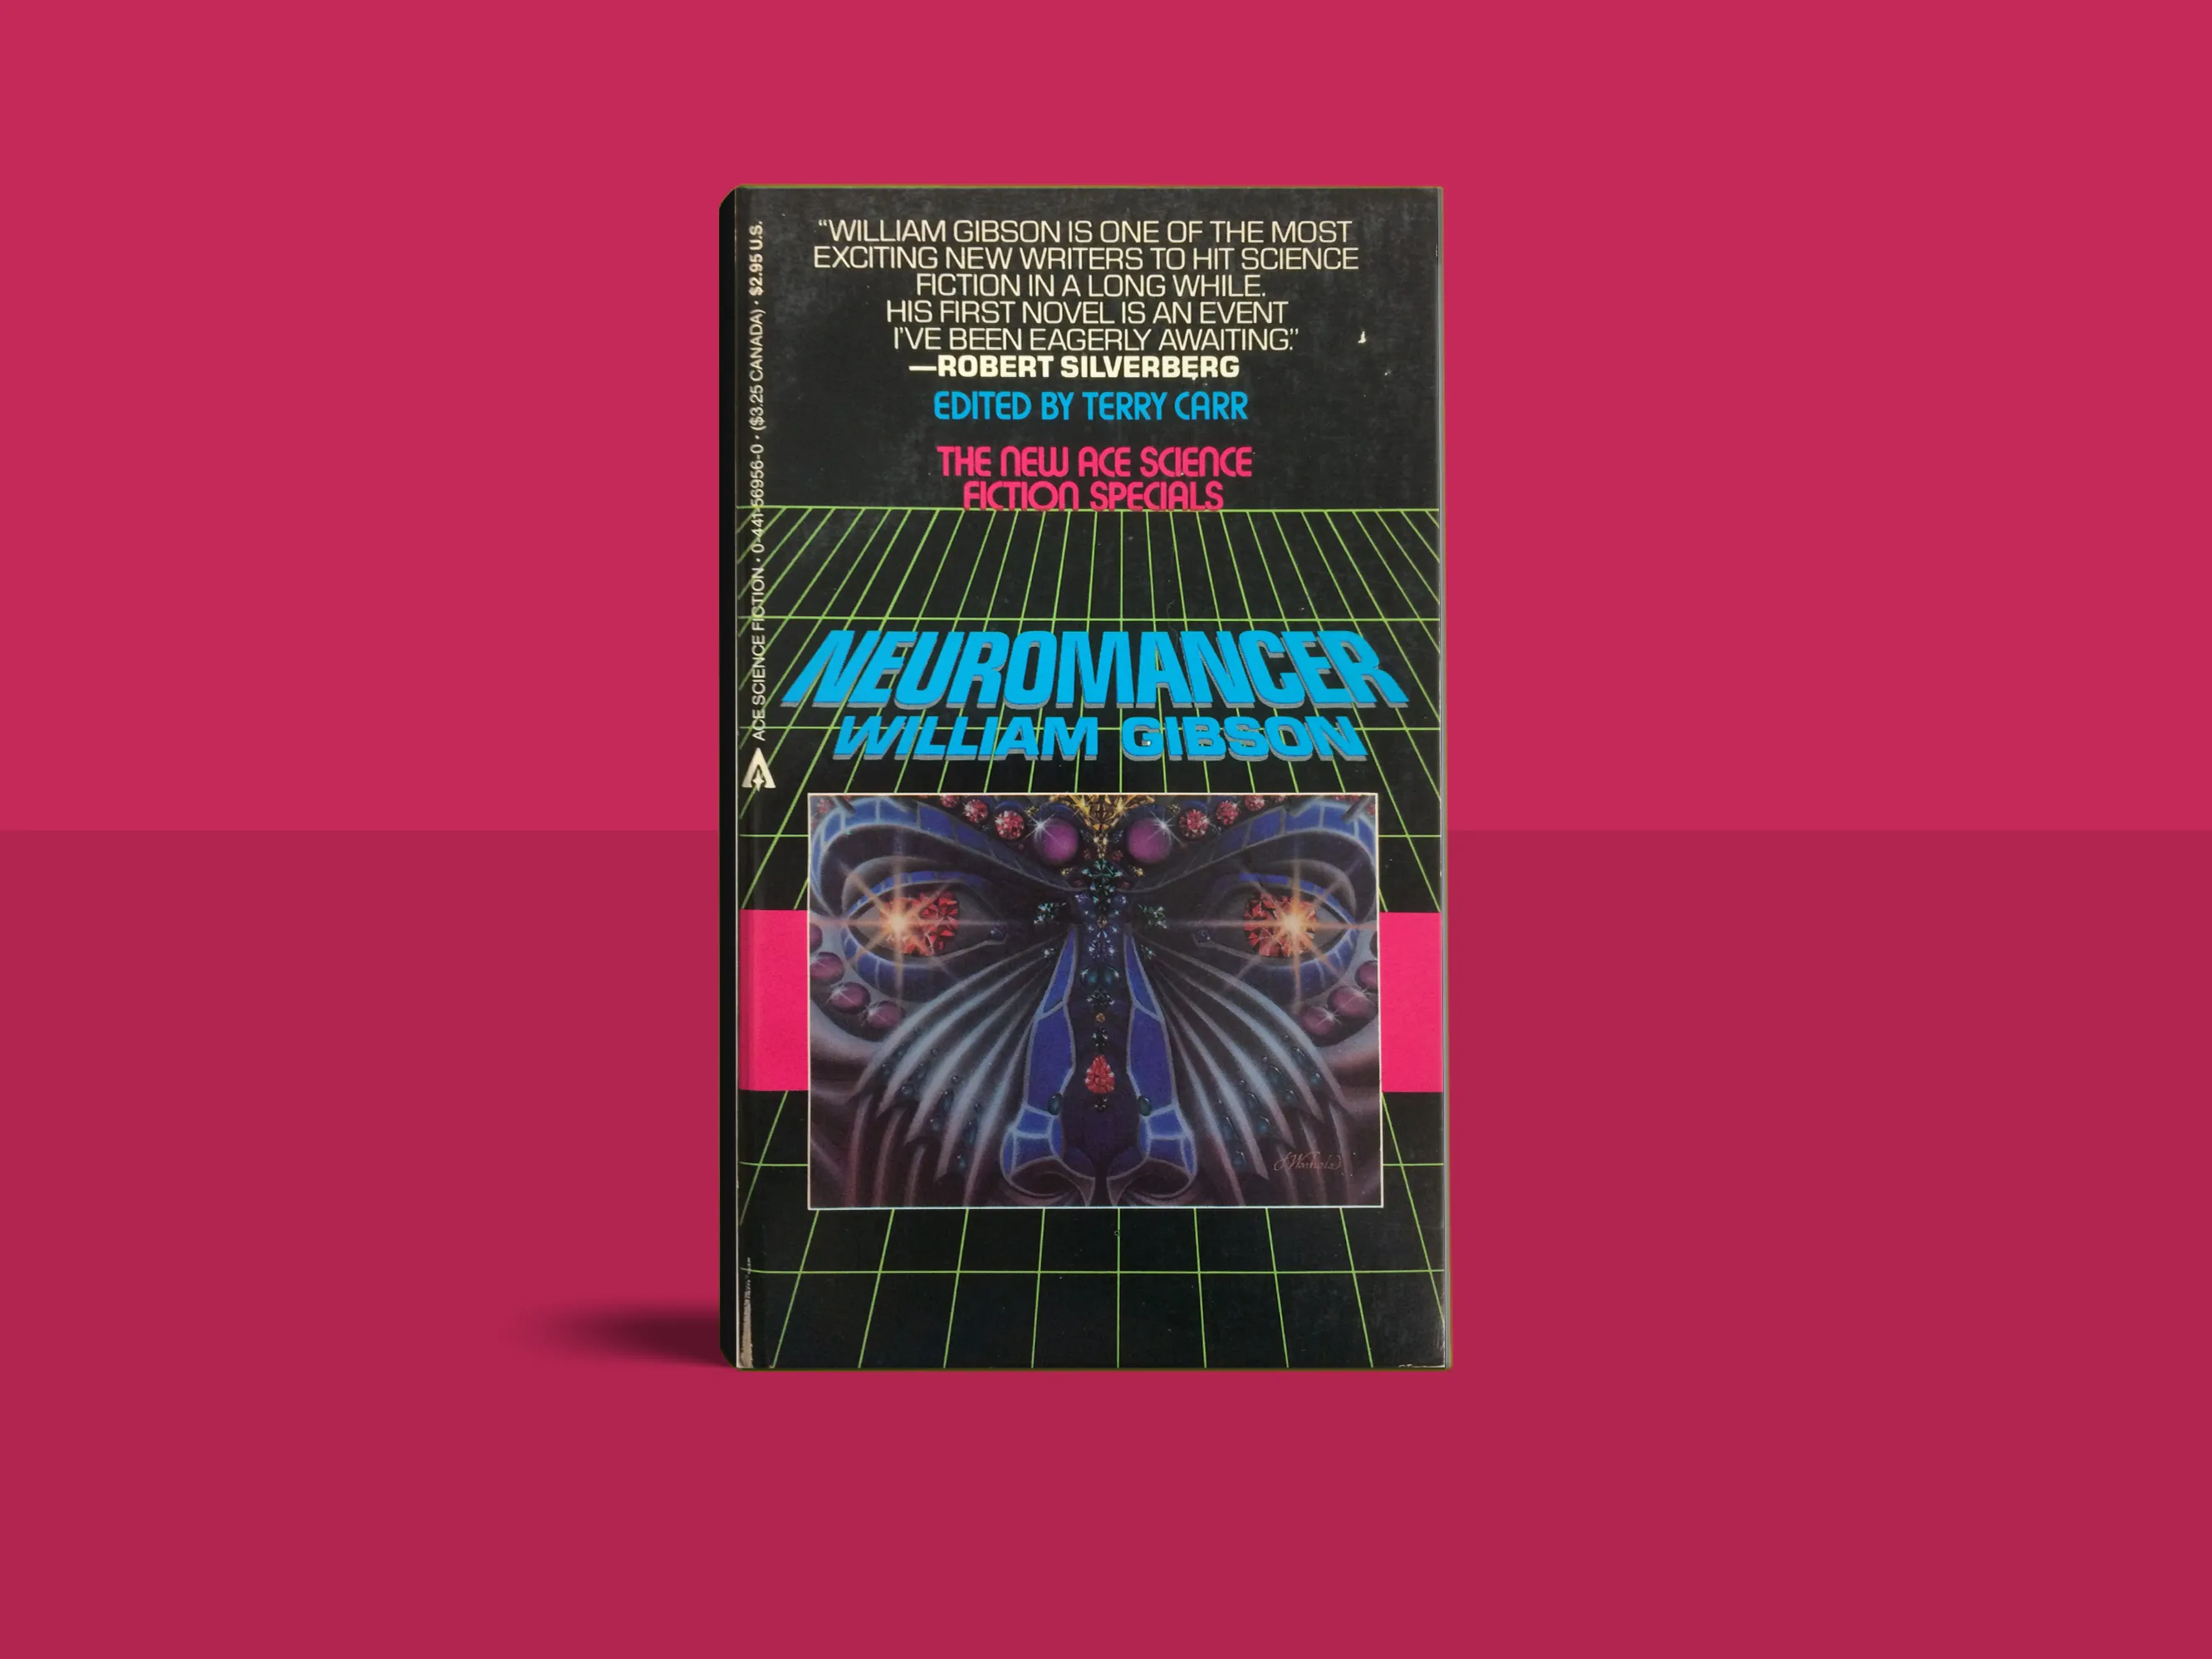 “WILLIAM GIBSON IS ONE OF THE MOST
EXCITING NEW WRITERS TO HIT SCIENCE
FICTION IN A LONG WHILE.
HIS FIRST NOVEL IS AN EVENT
I'VE BEEN EAGERLY AWAITING.”
—ROBERT SILVERBERG
EDITED BY TERRY CARR
THE NEW ACE SCIENCE
FICTION SPECIALS
NEUROMANCER
WILLIAM GIBSON
ACE SCIENCE FICTION • 0-441-56956-0 • ($3.25 CANADA) • $2.95 U.S.